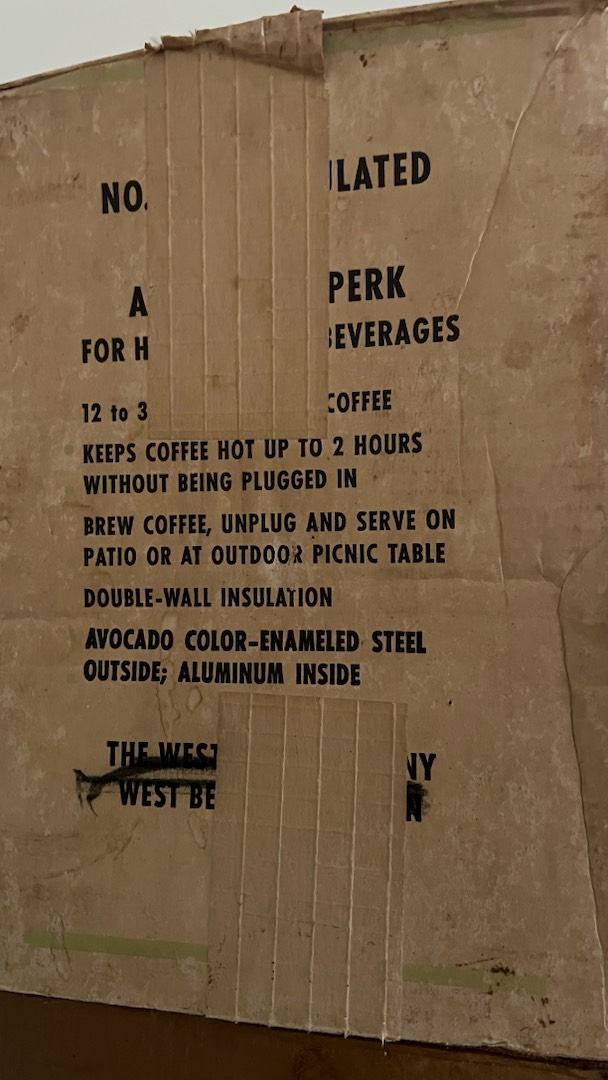 NO. ULATED
A PERK
FOR H BEVERAGES
12 to 3 COFFEE
KEEPS COFFEE HOT UP TO 2 HOURS
WITHOUT BEING PLUGGED IN
BREW COFFEE, UNPLUG AND SERVE ON
PATIO OR AT OUTDOOR PICNIC TABLE
DOUBLE-WALL INSULATION
AVOCADO COLOR-ENAMELED STEEL
OUTSIDE; ALUMINUM INSIDE
THE WEST NY
WEST BE N